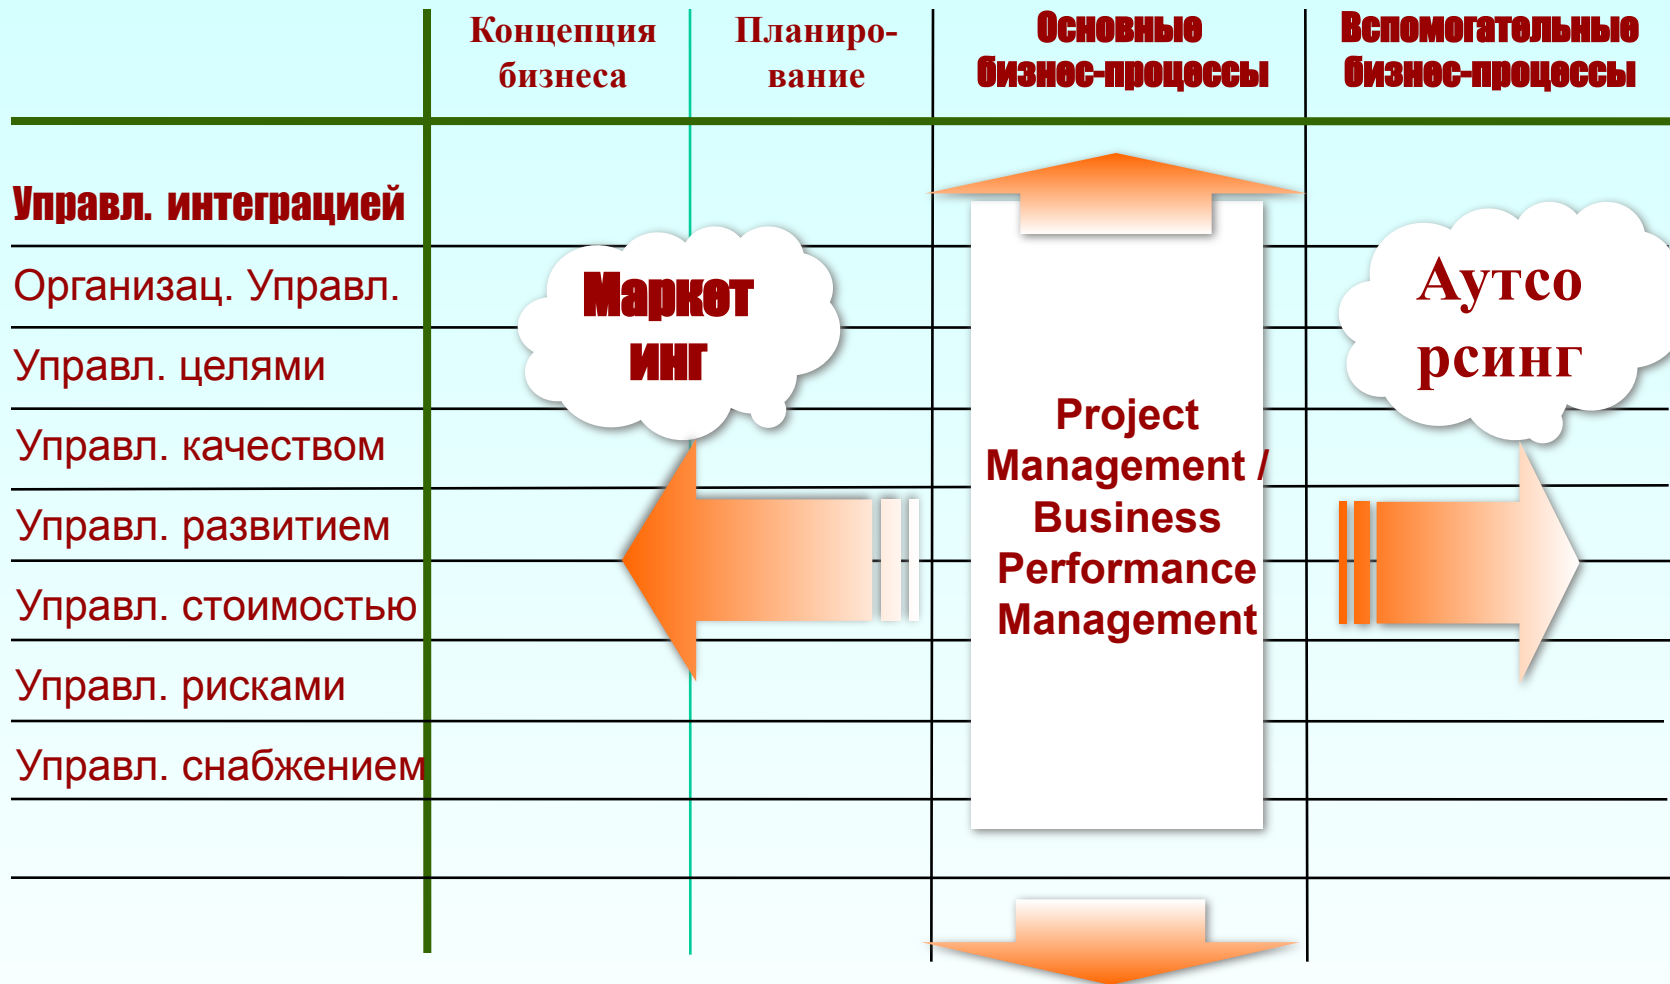 Концепция
бизнеса
Планиро-
вание
Основные
бизнес-процессы
Вспомогательные
бизнес-процессы
Управл. интеграцией
Организац. Управл.
Управл. целями
Управл. качеством
Управл. развитием
Управл. стоимостью
Управл. рисками
Управл. снабжением
Маркет
инг
Project
Management /
Business
Performance
Management
Аутсо
рсинг